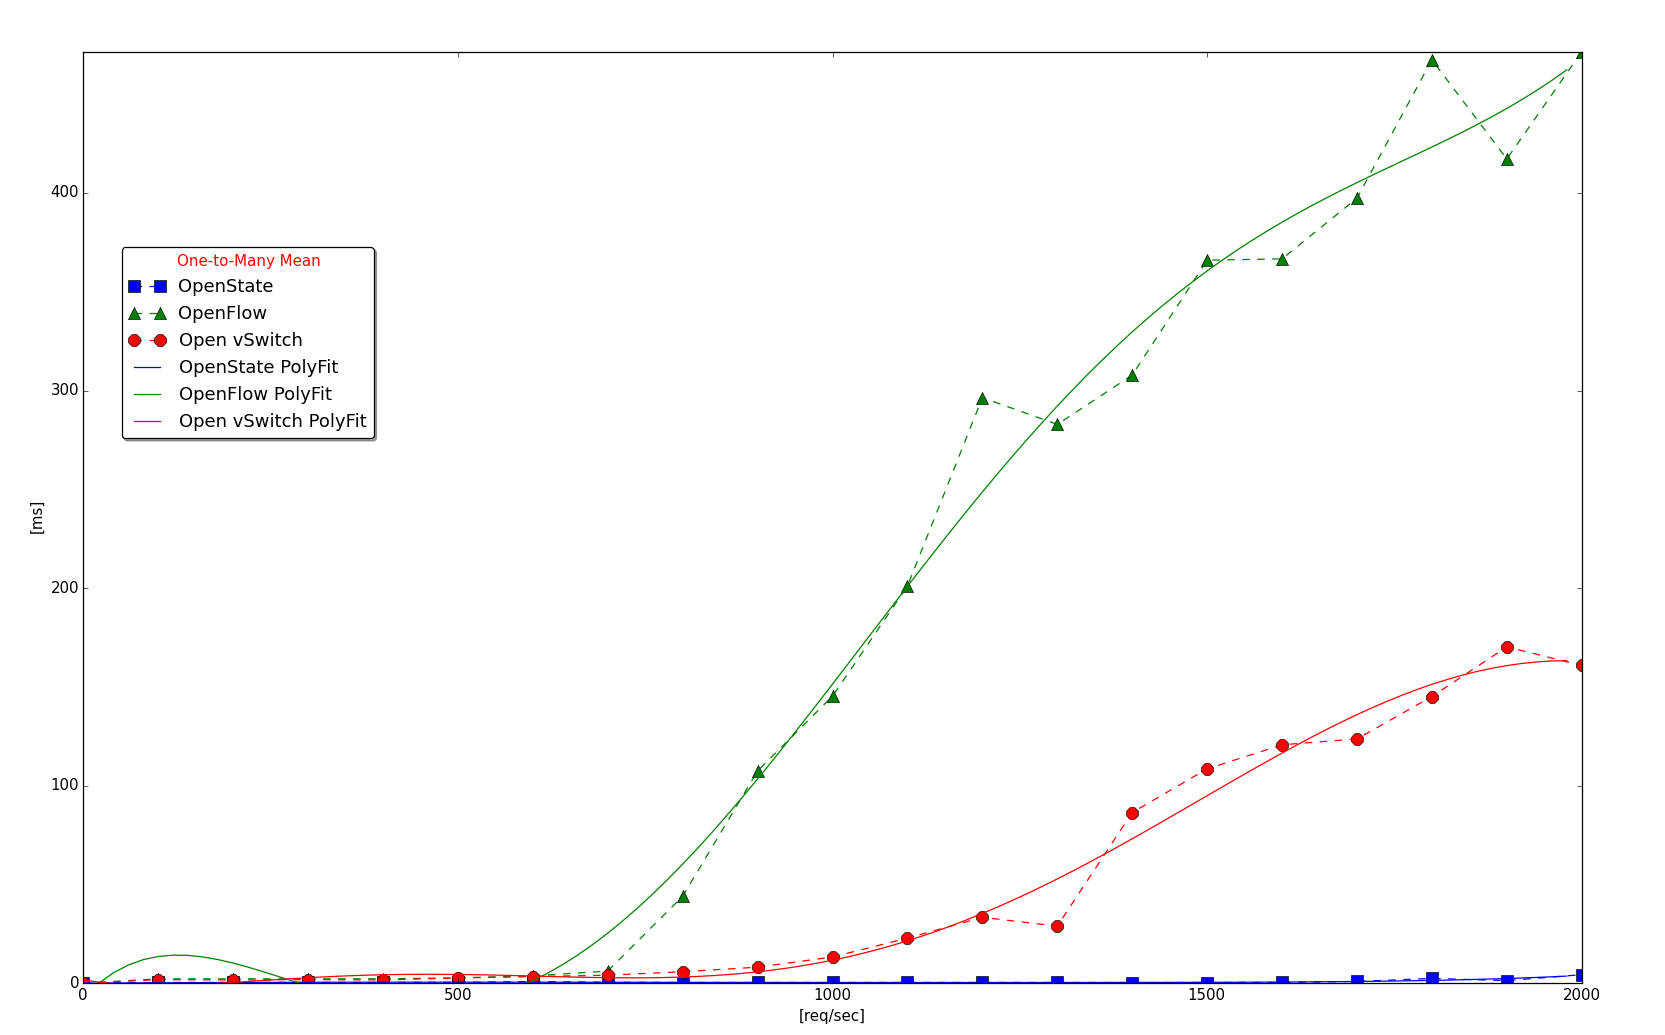 400
300
200
100
0
[ms]
One-to-Many Mean
OpenState
OpenFlow
Open vSwitch
OpenState PolyFit
OpenFlow PolyFit
Open vSwitch PolyFit
0 500 1000 1500 2000
[req/sec]